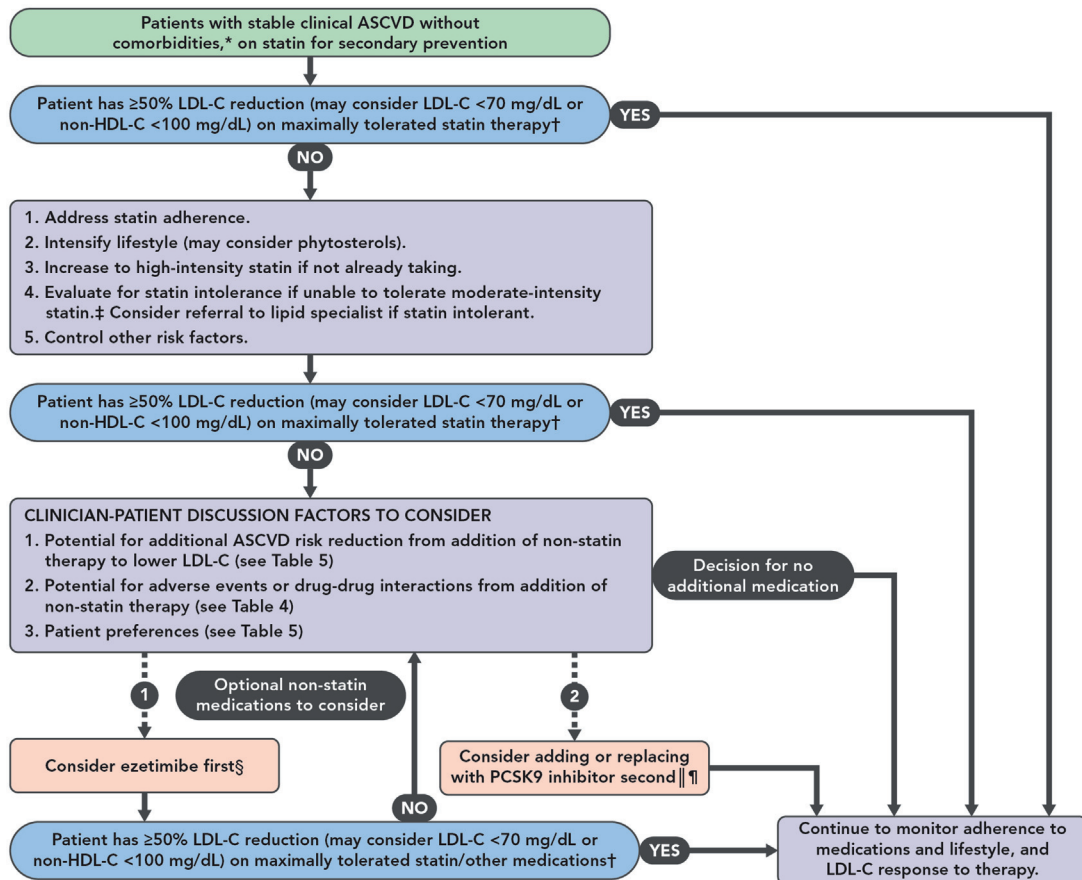 Patients with stable clinical ASCVD without
comorbidities,* on statin for secondary prevention
Patient has ≥50% LDL-C reduction (may consider LDL-C <70 mg/dL or
non-HDL-C <100 mg/dL) on maximally tolerated statin therapy†
YES
NO
1. Address statin adherence.
2. Intensify lifestyle (may consider phytosterols).
3. Increase to high-intensity statin if not already taking.
4. Evaluate for statin intolerance if unable to tolerate moderate-intensity
statin.‡ Consider referral to lipid specialist if statin intolerant.
5. Control other risk factors.
Patient has ≥50% LDL-C reduction (may consider LDL-C <70 mg/dL or
non-HDL-C <100 mg/dL) on maximally tolerated statin therapy†
YES
NO
CLINICIAN-PATIENT DISCUSSION FACTORS TO CONSIDER
1. Potential for additional ASCVD risk reduction from addition of non-statin
therapy to lower LDL-C (see Table 5)
2. Potential for adverse events or drug-drug interactions from addition of
non-statin therapy (see Table 4)
3. Patient preferences (see Table 5)
Decision for no
additional medication
1
Optional non-statin
medications to consider
2
Consider ezetimibe first§
Consider adding or replacing
with PCSK9 inhibitor second‖¶
NO
Patient has ≥50% LDL-C reduction (may consider LDL-C <70 mg/dL or
non-HDL-C <100 mg/dL) on maximally tolerated statin/other medications†
YES
Continue to monitor adherence to
medications and lifestyle, and
LDL-C response to therapy.